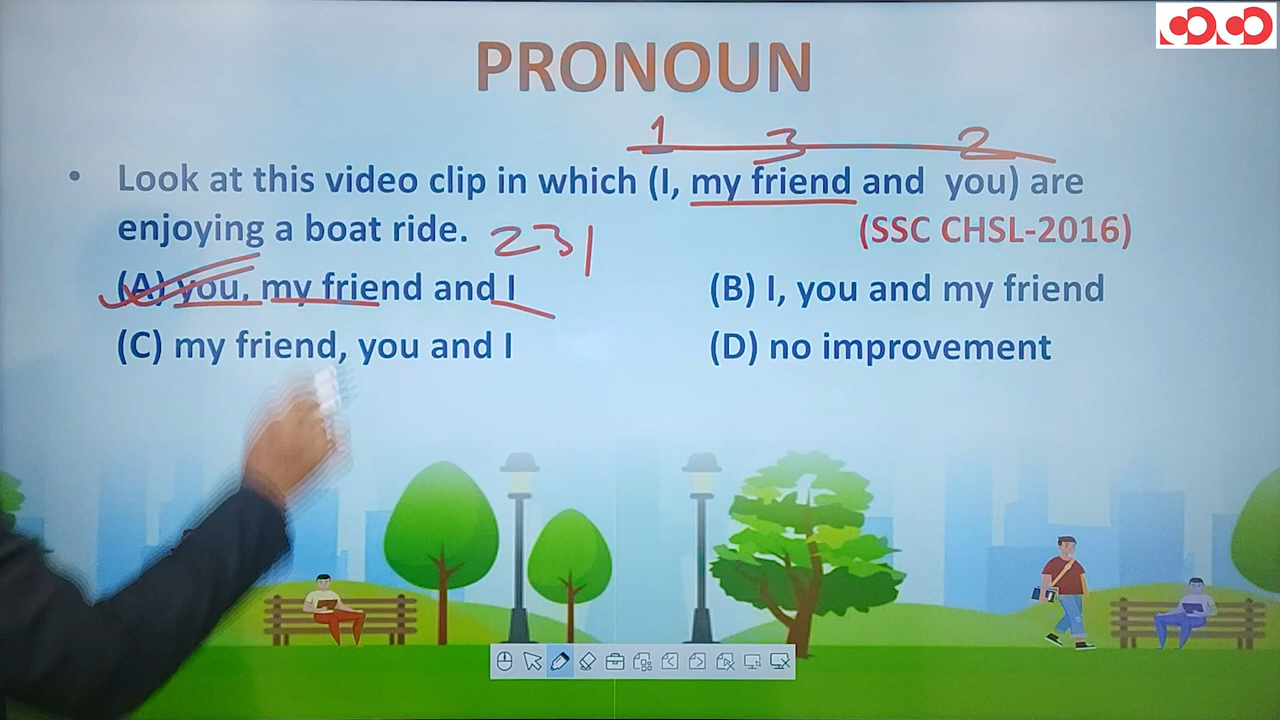 PRONOUN
1 3 2
• Look at this video clip in which (I, my friend and you) are
enjoying a boat ride. 231 (SSC CHSL-2016)
(A) you, my friend and I (B) I, you and my friend
(C) my friend, you and I (D) no improvement